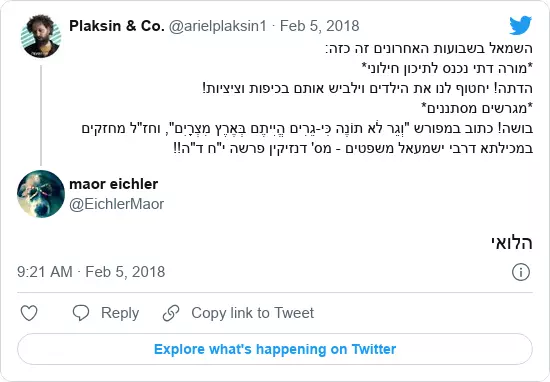 Plaksin & Co. @arielplaksin1 · Feb 5, 2018
השמאל בשבועות האחרונים זה כזה:
*מורה דתי נכנס לתיכון חילוני*
הדתה! יחטוף לנו את הילדים וילביש אותם בכיפות וציציות!
*מגרשים מסתננים*
בושה! כתוב במפורש "וְגֵר לֹא תוֹנֶה כִּי-גֵרִים הֱיִיתֶם בְּאֶרֶץ מִצְרָיִם", וחז"ל מחזקים
במכילתא דרבי ישמעאל משפטים - מס' דנזיקין פרשה י"ח ד"ה!!
maor eichler
@EichlerMaor
הלואי
9:21 AM · Feb 5, 2018
Reply
Copy link to Tweet
Explore what's happening on Twitter